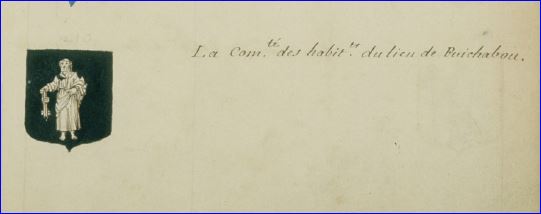 La Com.té des habit.ts du lieu de Puichabou.